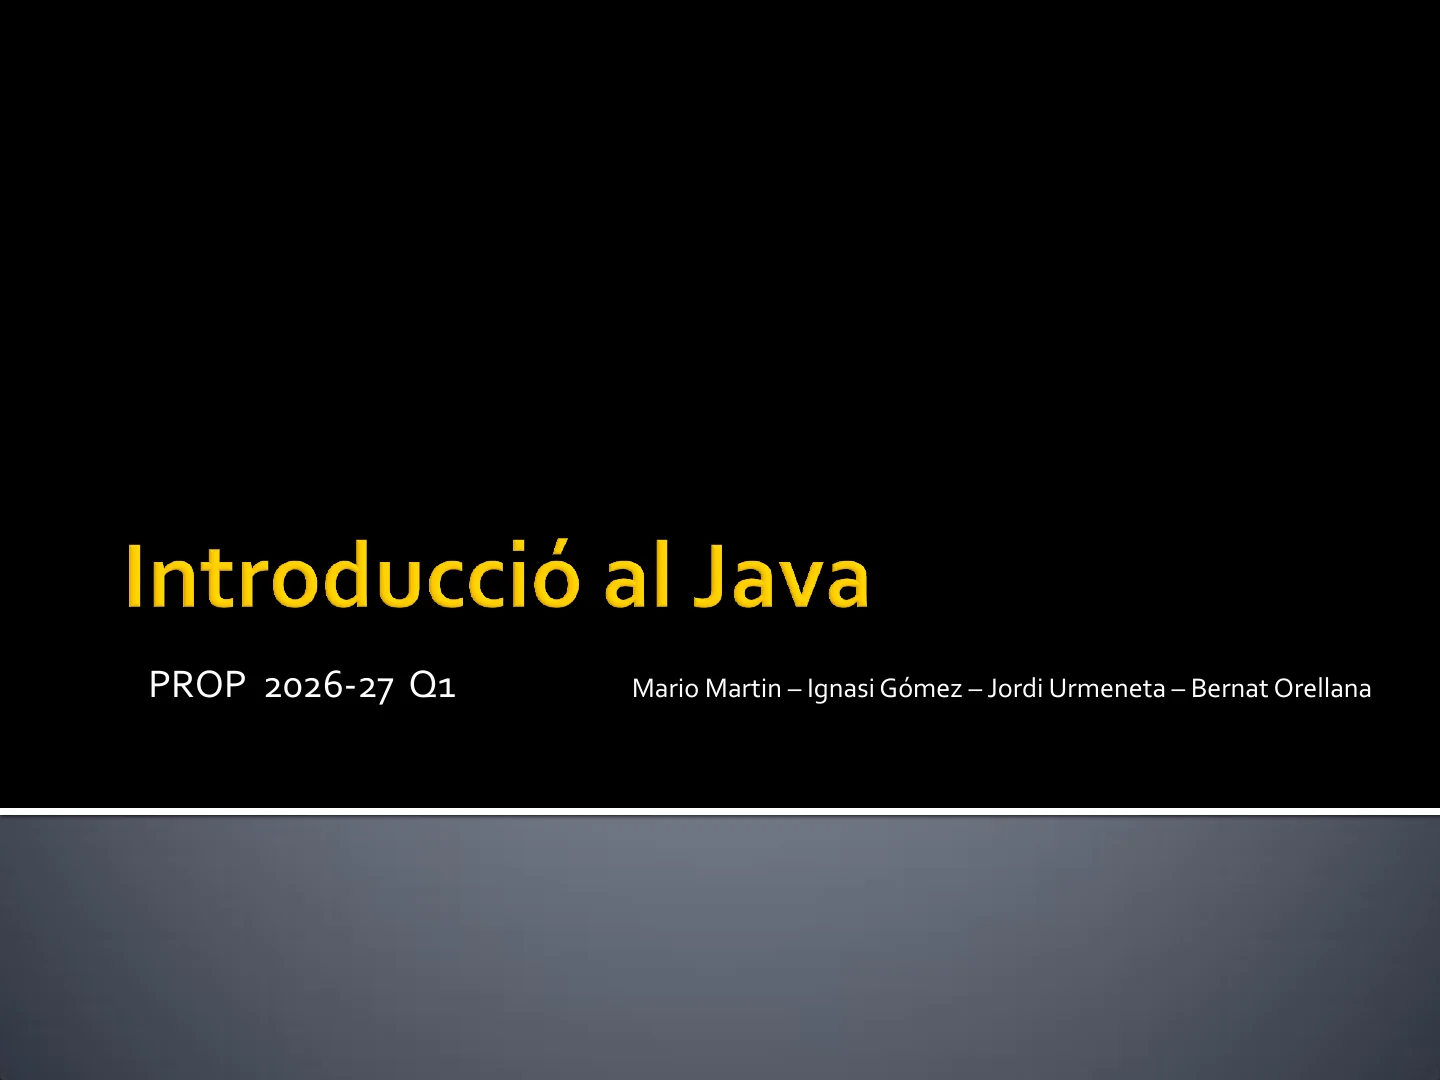 Introducció al Java
PROP 2026-27 Q1
Mario Martin – Ignasi Gómez – Jordi Urmeneta – Bernat Orellana